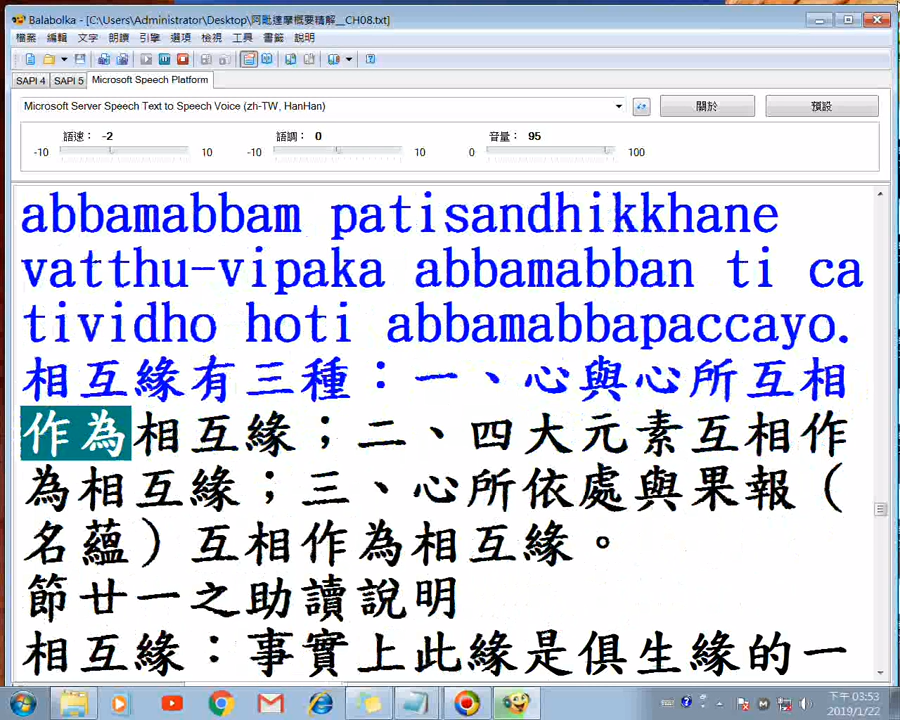 Balabolka - [C:\Users\Administrator\Desktop\阿毗達摩概要精解__CH08.txt]
檔案 編輯 文字 朗讀 引擎 選項 檢視 工具 書籤 說明
SAPI 4 SAPI 5 Microsoft Speech Platform
Microsoft Server Speech Text to Speech Voice (zh-TW, HanHan) 關於 預設
語速： -2 語調： 0 音量： 95
-10 10 -10 10 0 100
abbamabbam patisandhikkhane
vatthu-vipaka abbamabban ti ca
tividho hoti abbamabbapaccayo.
相互緣有三種：一、心與心所互相
作為相互緣；二、四大元素互相作
為相互緣；三、心所依處與果報（
名蘊）互相作為相互緣。
節廿一之助讀說明
相互緣：事實上此緣是俱生緣的一
下午 03:53
2019/1/22